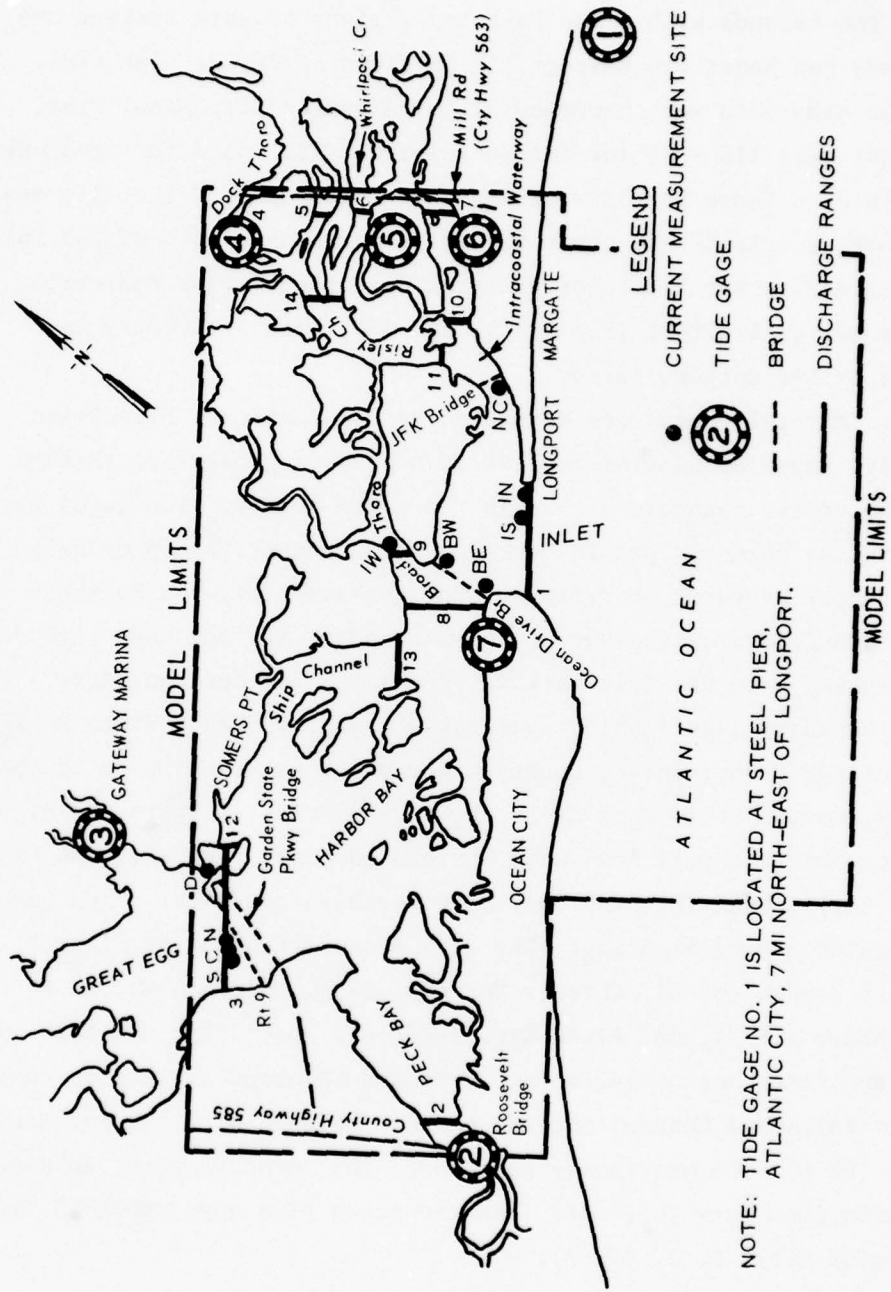 GATEWAY MARINA
3
MODEL LIMITS
Dock Thoro
4
4
5
Whirlpool Cr.
6
5
Mill Rd
(Cty Hwy 563)
7
6
14
Risley Ch.
10
Intracoastal Waterway
11
JFK Bridge
NC
MARGATE
LONGPORT
1
N
GREAT EGG
D
12
S C N
3
Rt 9
SOMERS PT
Garden State
Pkwy Bridge
Ship Channel
13
HARBOR BAY
IW
Broad Thoro
9
BW
8
BE
IS IN
INLET
1
7
Ocean Drive Br
OCEAN CITY
PECK BAY
County Highway 585
2
Roosevelt
Bridge
2
ATLANTIC OCEAN
LEGEND
CURRENT MEASUREMENT SITE
2 TIDE GAGE
BRIDGE
DISCHARGE RANGES
MODEL LIMITS
NOTE: TIDE GAGE NO. 1 IS LOCATED AT STEEL PIER,
ATLANTIC CITY, 7 MI NORTH-EAST OF LONGPORT.